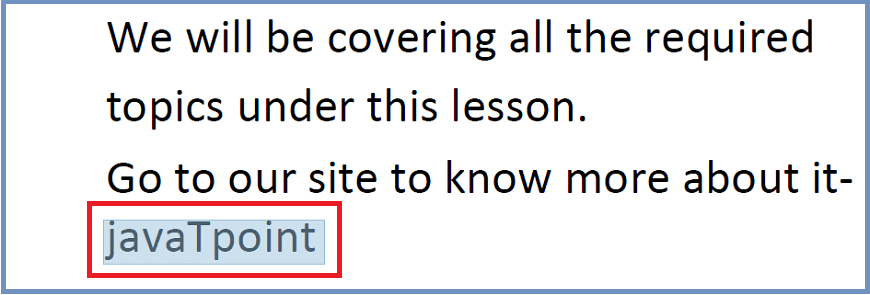 We will be covering all the required
topics under this lesson.
Go to our site to know more about it-
javaTpoint